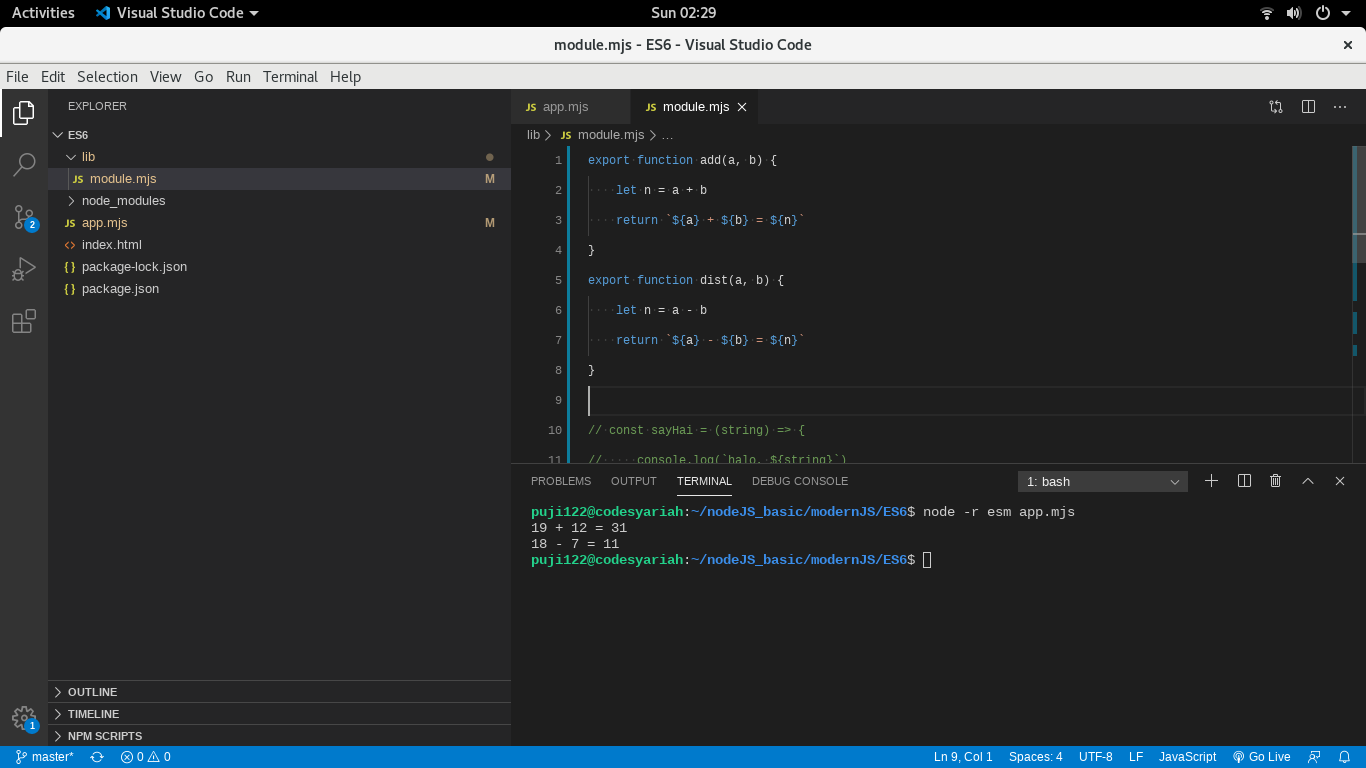 Activities Visual Studio Code Sun 02:29
module.mjs - ES6 - Visual Studio Code
File Edit Selection View Go Run Terminal Help
EXPLORER
ES6
lib
JS module.mjs M
node_modules
JS app.mjs M
<> index.html
{} package-lock.json
{} package.json
OUTLINE
TIMELINE
NPM SCRIPTS
2
1
JS app.mjs JS module.mjs
lib > JS module.mjs > ...
1 export function add(a, b) {
2 let n = a + b
3 return `${a} + ${b} = ${n}`
4 }
5 export function dist(a, b) {
6 let n = a - b
7 return `${a} - ${b} = ${n}`
8 }
9
10 // const sayHai = (string) => {
11 // console.log(`halo, ${string}`)
PROBLEMS OUTPUT TERMINAL DEBUG CONSOLE 1: bash
puji122@codesyariah:~/nodeJS_basic/modernJS/ES6$ node -r esm app.mjs
19 + 12 = 31
18 - 7 = 11
puji122@codesyariah:~/nodeJS_basic/modernJS/ES6$
master* 0 0 Ln 9, Col 1 Spaces: 4 UTF-8 LF JavaScript Go Live